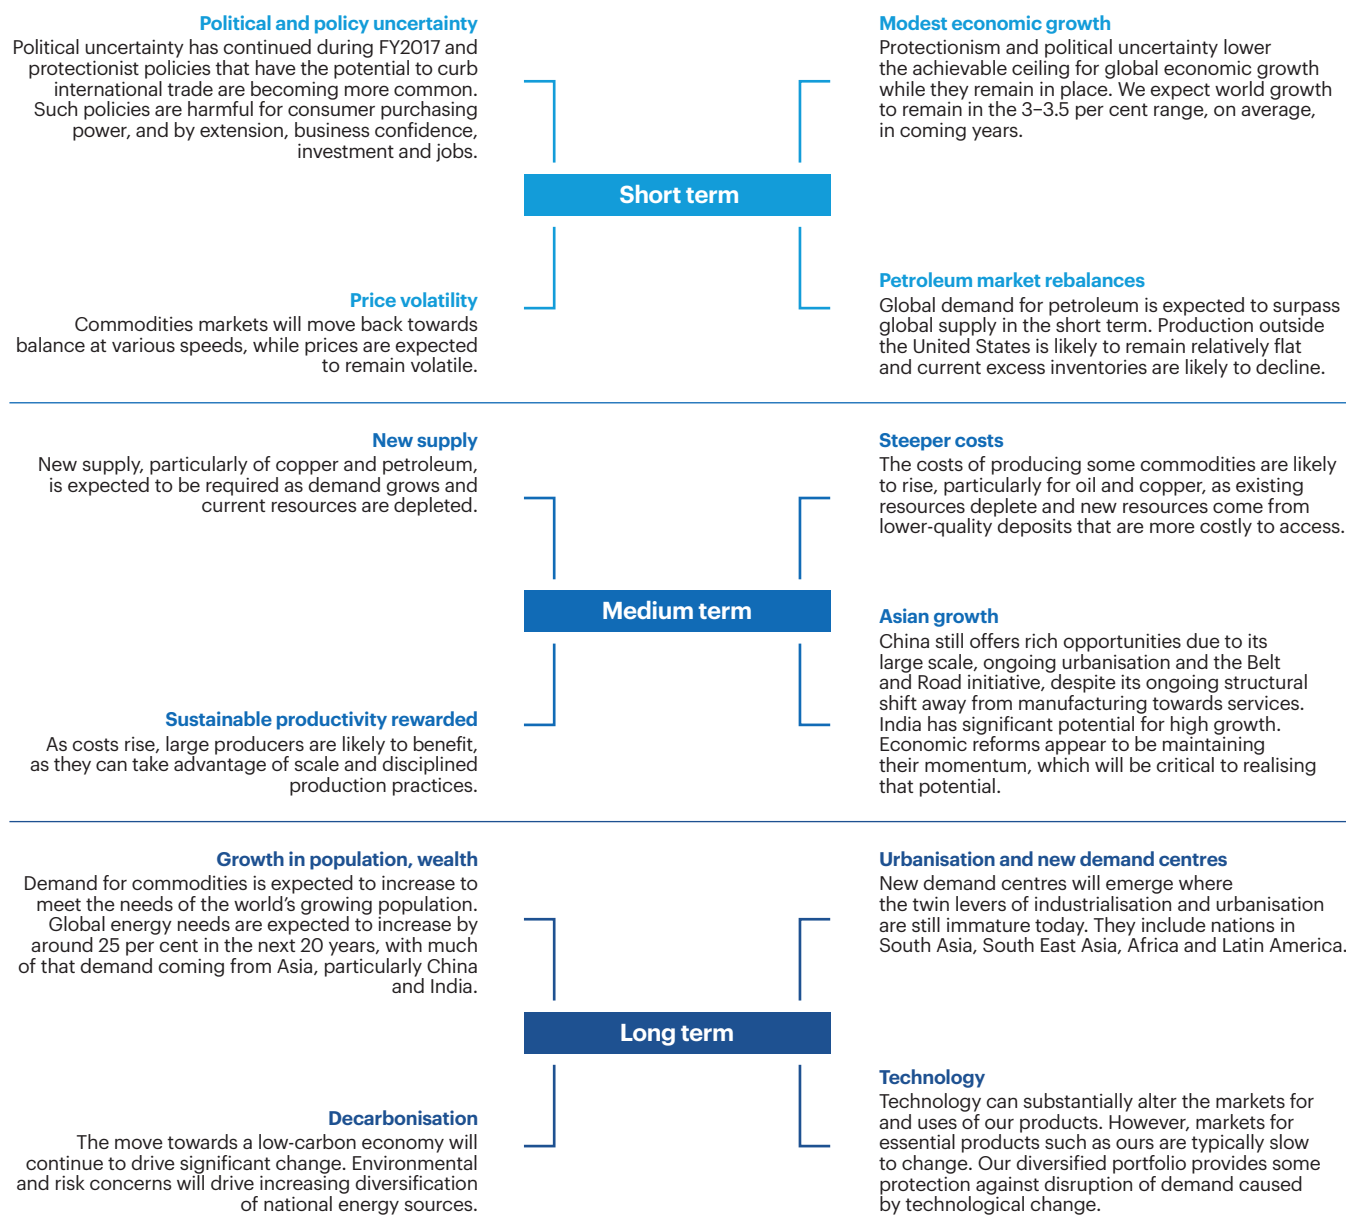 Political and policy uncertainty
Political uncertainty has continued during FY2017 and
protectionist policies that have the potential to curb
international trade are becoming more common.
Such policies are harmful for consumer purchasing
power, and by extension, business confidence,
investment and jobs.
Modest economic growth
Protectionism and political uncertainty lower
the achievable ceiling for global economic growth
while they remain in place. We expect world growth
to remain in the 3–3.5 per cent range, on average,
in coming years.
Short term
Price volatility
Commodities markets will move back towards
balance at various speeds, while prices are expected
to remain volatile.
Petroleum market rebalances
Global demand for petroleum is expected to surpass
global supply in the short term. Production outside
the United States is likely to remain relatively flat
and current excess inventories are likely to decline.
New supply
New supply, particularly of copper and petroleum,
is expected to be required as demand grows and
current resources are depleted.
Steeper costs
The costs of producing some commodities are likely
to rise, particularly for oil and copper, as existing
resources deplete and new resources come from
lower-quality deposits that are more costly to access.
Medium term
Sustainable productivity rewarded
As costs rise, large producers are likely to benefit,
as they can take advantage of scale and disciplined
production practices.
Asian growth
China still offers rich opportunities due to its
large scale, ongoing urbanisation and the Belt
and Road initiative, despite its ongoing structural
shift away from manufacturing towards services.
India has significant potential for high growth.
Economic reforms appear to be maintaining
their momentum, which will be critical to realising
that potential.
Growth in population, wealth
Demand for commodities is expected to increase to
meet the needs of the world's growing population.
Global energy needs are expected to increase by
around 25 per cent in the next 20 years, with much
of that demand coming from Asia, particularly China
and India.
Urbanisation and new demand centres
New demand centres will emerge where
the twin levers of industrialisation and urbanisation
are still immature today. They include nations in
South Asia, South East Asia, Africa and Latin America.
Long term
Decarbonisation
The move towards a low-carbon economy will
continue to drive significant change. Environmental
and risk concerns will drive increasing diversification
of national energy sources.
Technology
Technology can substantially alter the markets for
and uses of our products. However, markets for
essential products such as ours are typically slow
to change. Our diversified portfolio provides some
protection against disruption of demand caused
by technological change.